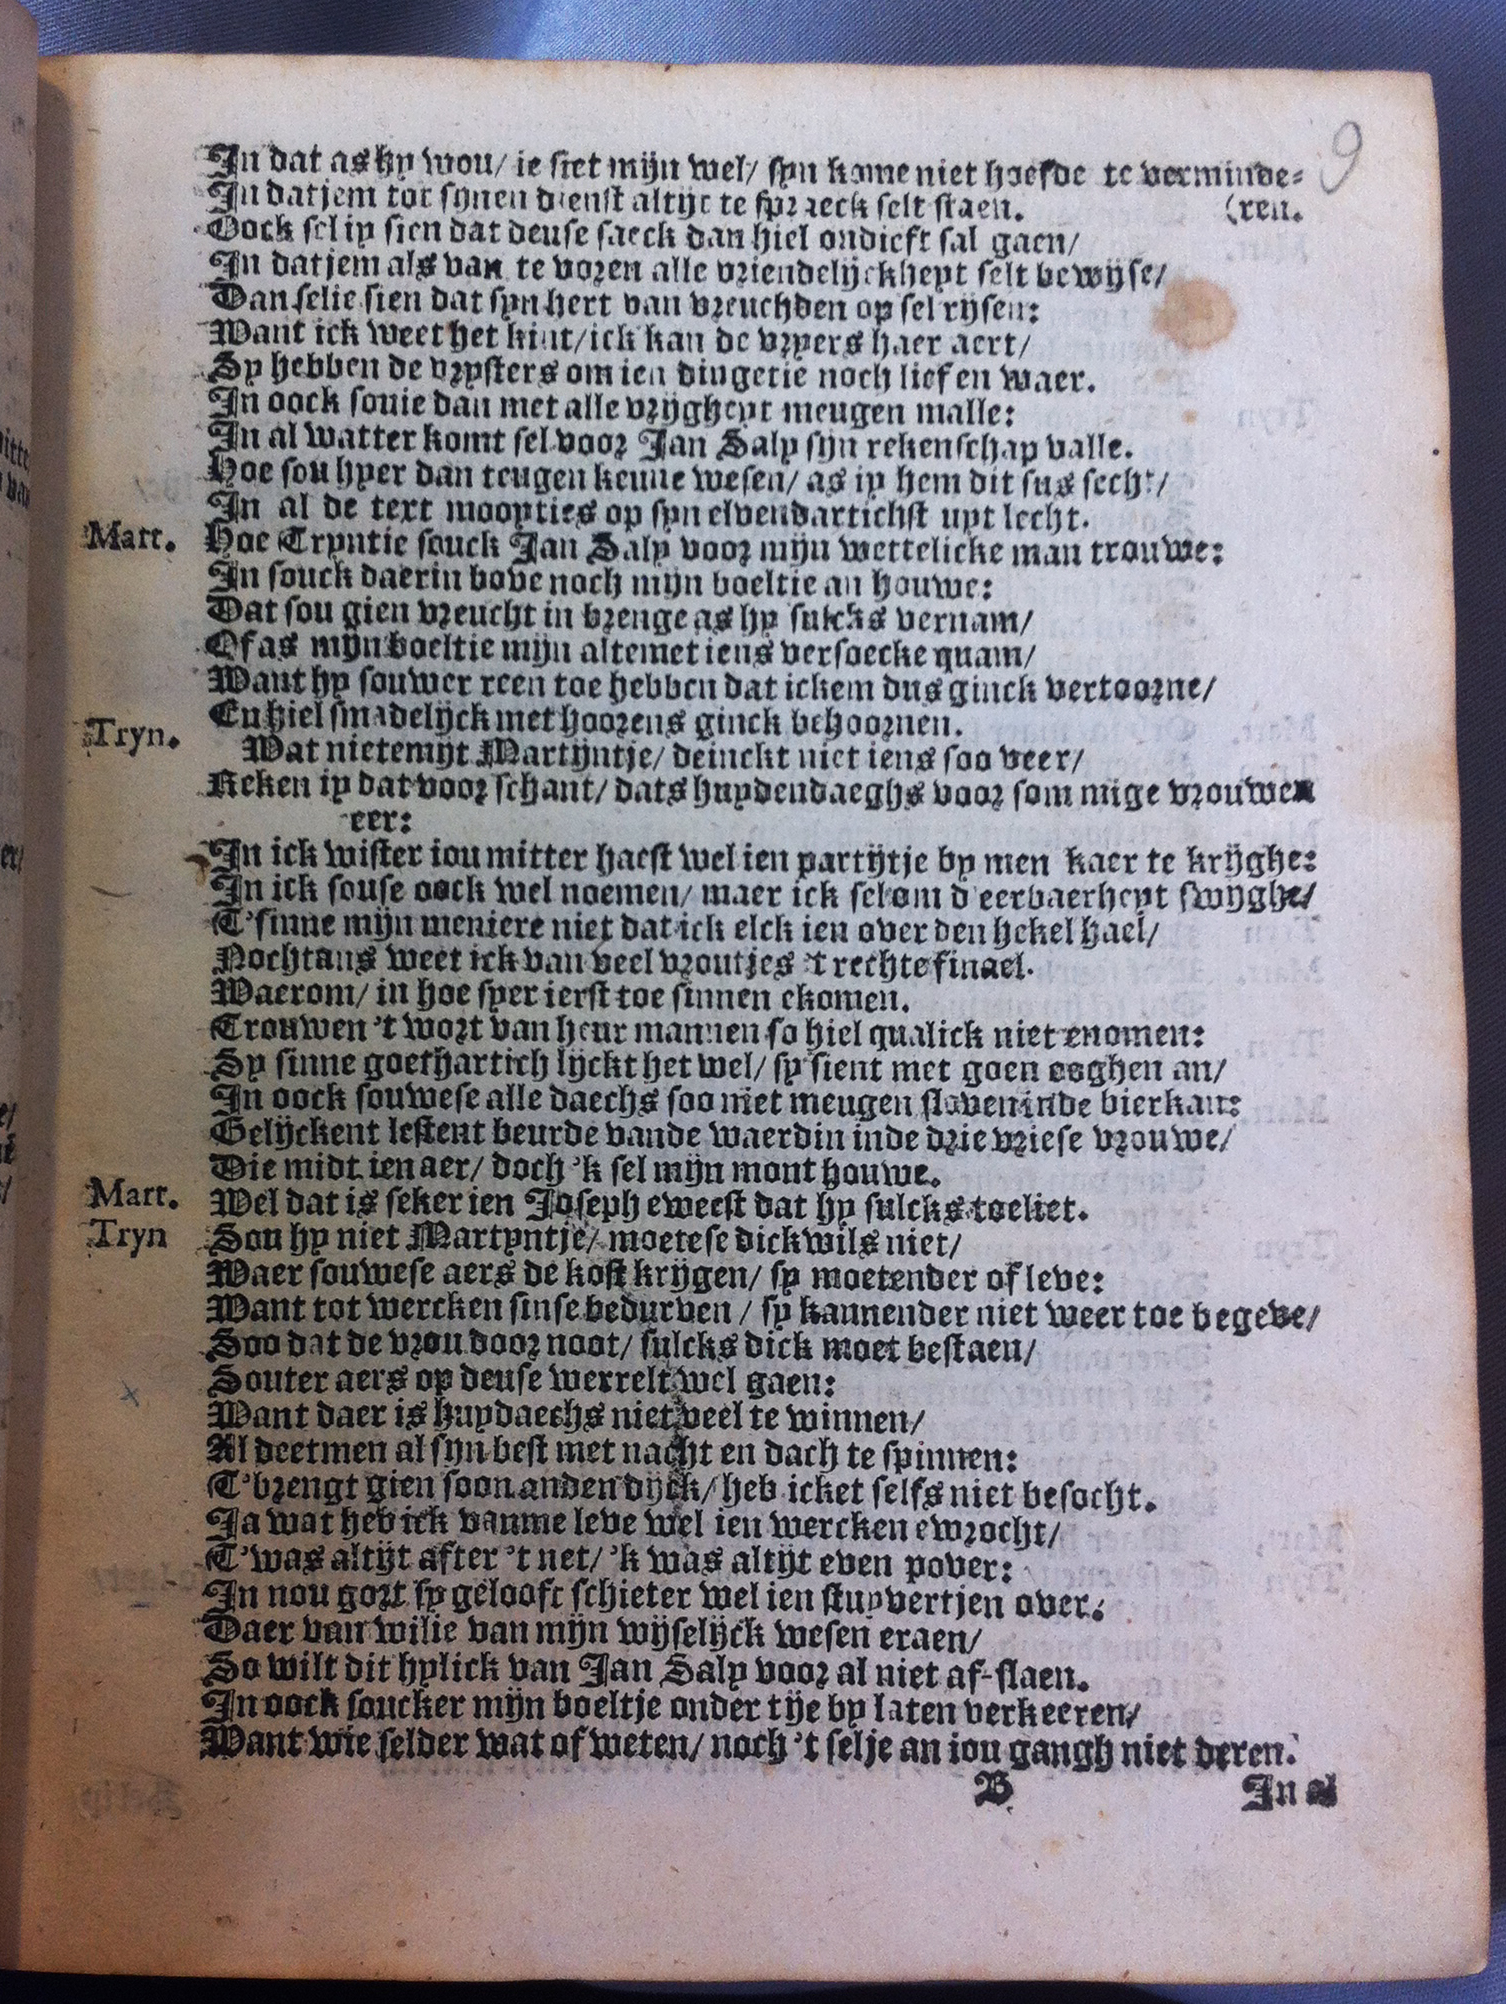 9
In dat as hy wou/ ie siet mijn wel/ syn kome niet hoefde te verminde-
In datjem tot synen dienst altijt te spraeck selt staen. (ren.
Oock sel iy sien dat deuse saeck dan hiel ondieft sal gaen/
In datjem als van te voren alle vriendelijckheyt selt bewijse/
Dan selie sien dat syn hert van vreuchden op sel rijsen:
Want ick weet het kint/ ick kan de vryers haer aert/
Sy hebben de vrysters om ien dingetie noch lief en waer.
In oock souie dan met alle vrijgheyt meugen malle:
In al watter komt sel voor Jan Saly sijn rekenschap valle.
Hoe sou hyer dan teugen kenne wesen/ as iy hem dit sus secht/
In al de text moopties op syn elvendartichst uyt lecht.
Mart. Hoe Tryntie souck Jan Saly voor mijn wettelicke man trouwe:
In souck daerin bove noch mijn boeltie an houwe:
Dat sou gien vreucht in brenge as hy sulcks vernam/
Of as mijn boeltie mijn altemet iens versoecke quam/
Want hy souwer reen toe hebben dat ickem dus ginck vertoorne/
En hiel smadelijck met hoorens ginck behoornen.
Tryn. Wat nietemijt Martijntje/ deinckt niet iens soo veer/
Reken iy dat voor schant/ dats huydendaeghs voor sommige vrouwen
eer:
In ick wister iou mitter haest wel ien partijtje by men kaer te krijghe:
In ick souse oock wel noemen/ maer ick sel om d'eerbaerheyt swijghe/
T'sinne mijn meniere niet dat ick elck ien over den hekel hael/
Nochtans weet ick van veel vroutjes 't rechte finael.
Waerom/ in hoe syer ierst toe sinnen ekomen.
Trouwen 't wort van heur mannen so hiel qualick niet enomen:
Sy sinne goethartich lijckt het wel/ sy sient met goen ooghen an/
In oock souwese alle daechs soo niet meugen slaven inde bierkan:
Gelijckent lestent beurde vande waerdin inde drie vriese vrouwe/
Die midt ien aer/ doch 'k sel mijn mont houwe.
Mart. Wel dat is seker ien Joseph eweest dat hy sulcks toeliet.
Tryn Sou hy niet Martyntje/ moetese dickwils niet/
Waer souwese aers de kost krijgen/ sy moetender of leve:
Want tot wercken sinse bedurven/ sy kannender niet weer toe begeve/
Soo dat de vrou door noot/ sulcks dick moet bestaen/
Souter aers op deuse werrelt wel gaen:
Want daer is huydaechs niet veel te winnen/
Al deetmen al sijn best met nacht en dach te spinnen:
T'brengt gien soon anden dijck/ heb icket selfs niet besocht.
Ja wat heb ick vanme leve wel ien wercken ewrocht/
T'was altijt after 't net/ 'k was altijt even pover:
In nou gort sy gelooft schieter wel ien stuyvertjen over.
Daer van wilie van mijn wijselijck wesen eraen/
So wilt dit hylick van Jan Saly voor al niet af-slaen.
In oock soucker mijn boeltje onder tije by laten verkeeren/
Want wie selder wat of weten/ noch 't selje an iou gangh niet deren.
B In al